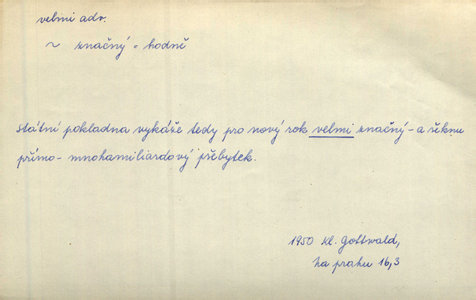 velmi adv.
~ značný = hodně
státní pokladna vykáže tedy pro nový rok velmi značný - a řeknu
přímo - mnohamiliardový přebytek.
1950 Kl. Gottwald,
Na prahu 16,3